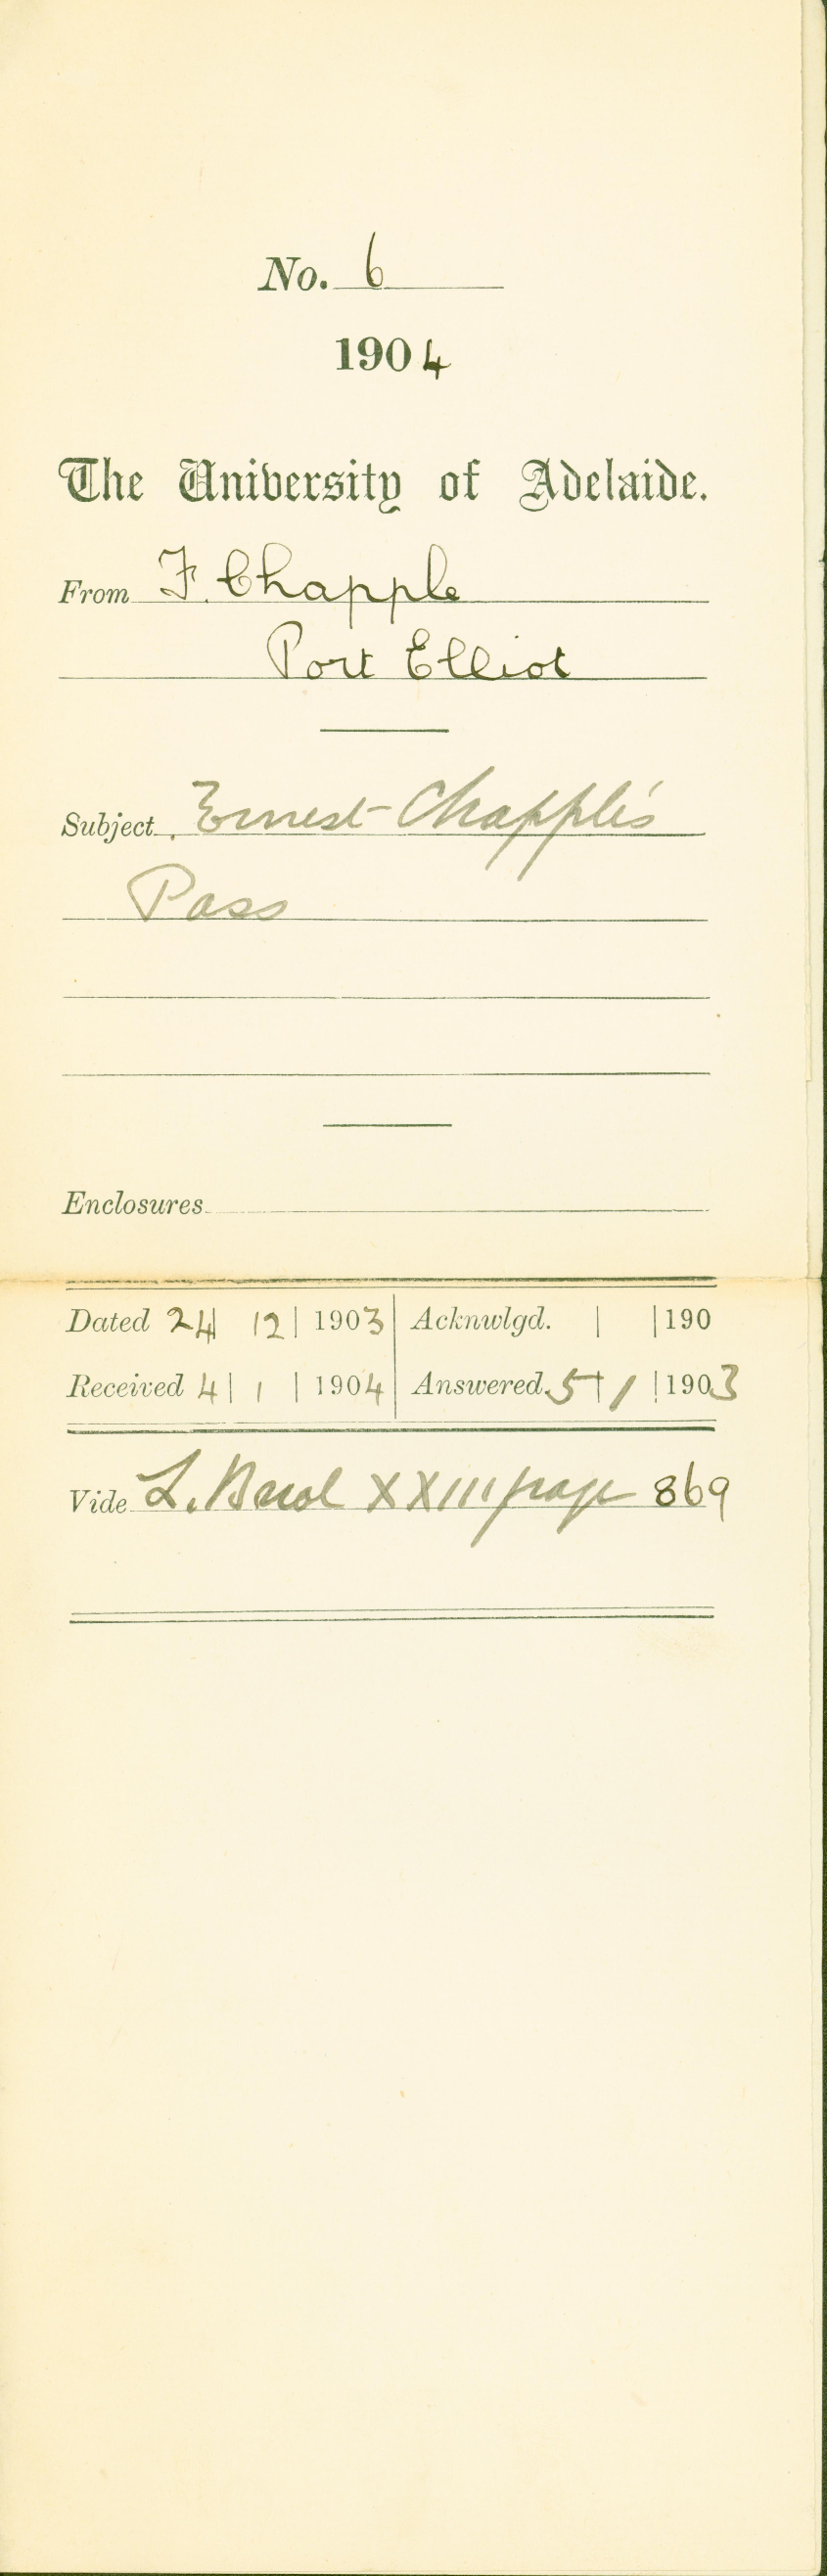 No. 6
1904
The University of Adelaide.
From F. Chapple
Port Elliot
Subject Ernest Chapple's
Pass
Enclosures
Dated 24 12 | 1903 Acknwlgd. | | 190
Received 4 | 1 | 1904 Answered. 5 | 1 | 1903
Vide L. XXIII page 869